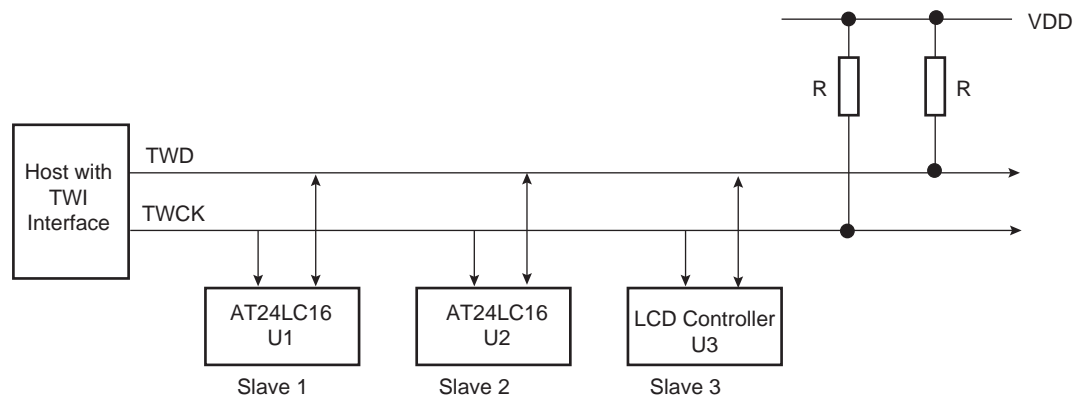 VDD
R
R
Host with
TWI
Interface
TWD
TWCK
AT24LC16
U1
AT24LC16
U2
LCD Controller
U3
Slave 1
Slave 2
Slave 3